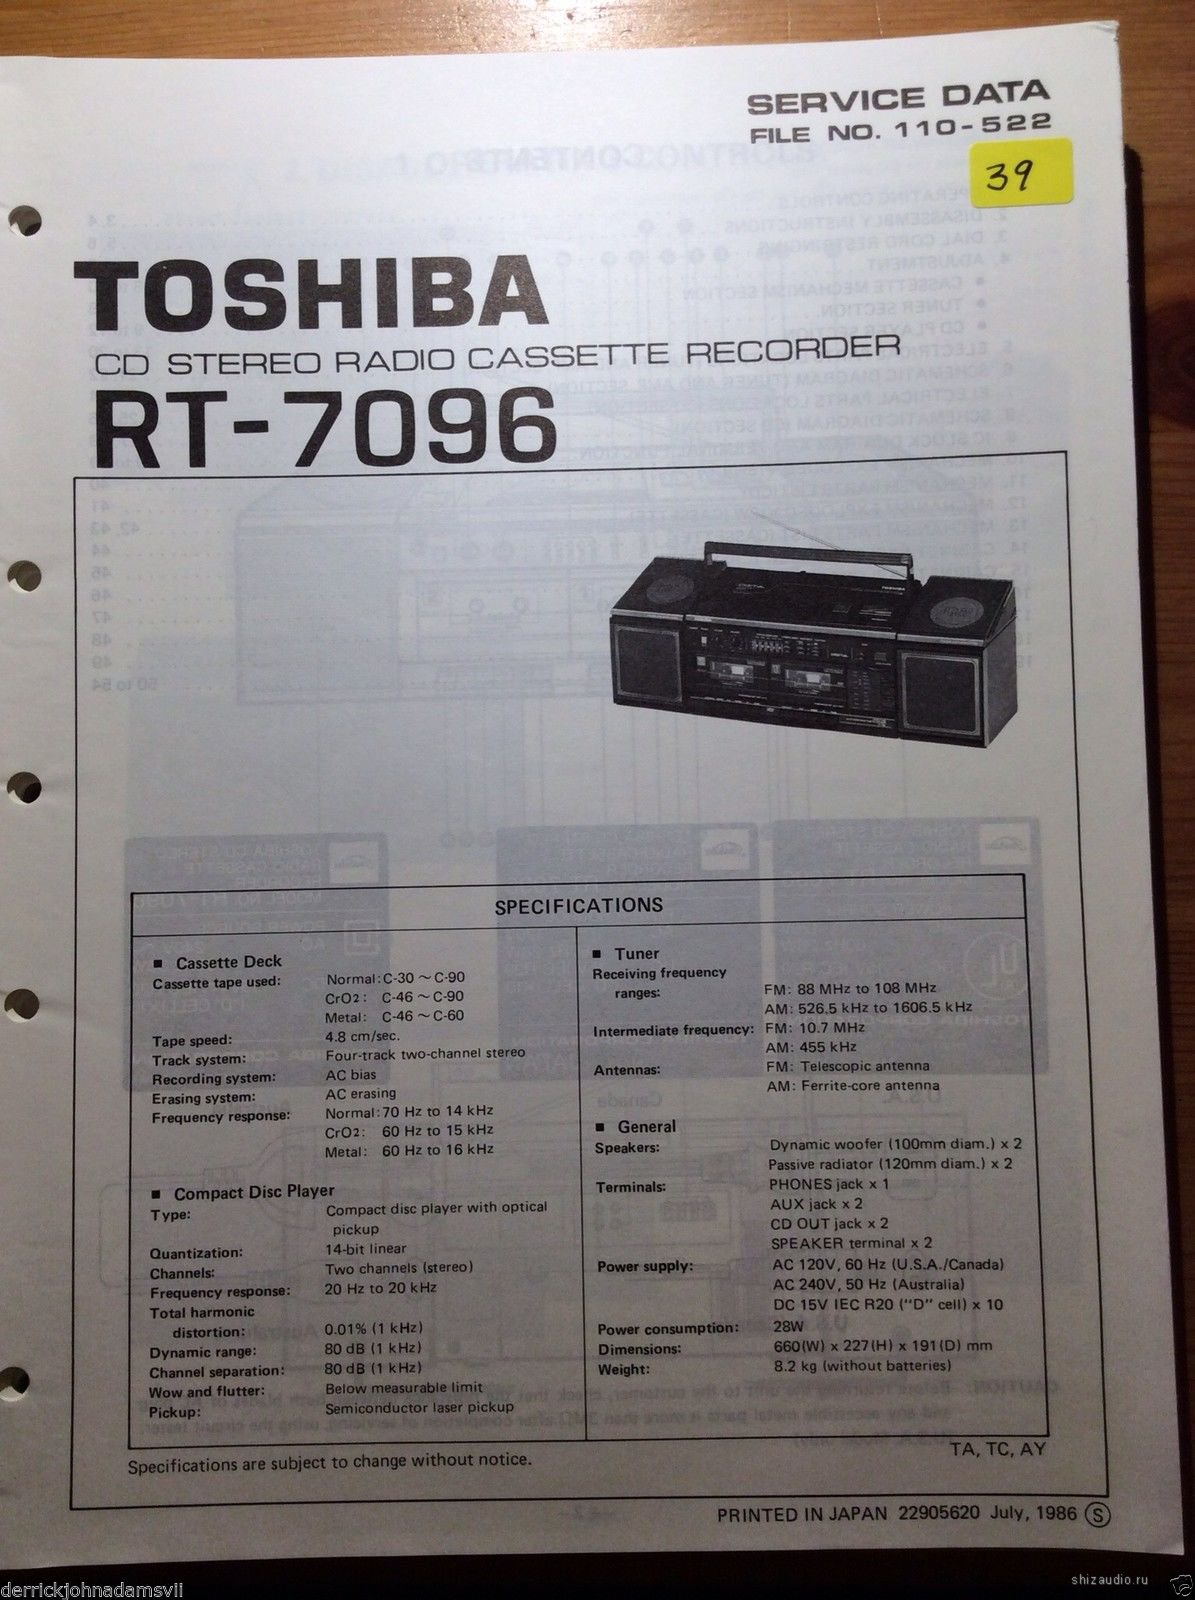 SERVICE DATA
FILE NO. 110-522
39
TOSHIBA
CD STEREO RADIO CASSETTE RECORDER
RT-7096
TOSHIBA
SPECIFICATIONS
■ Cassette Deck
Cassette tape used: Normal: C-30 ~ C-90
CrO2: C-46 ~ C-90
Metal: C-46 ~ C-60
Tape speed: 4.8 cm/sec.
Track system: Four-track two-channel stereo
Recording system: AC bias
Erasing system: AC erasing
Frequency response: Normal: 70 Hz to 14 kHz
CrO2: 60 Hz to 15 kHz
Metal: 60 Hz to 16 kHz
■ Compact Disc Player
Type: Compact disc player with optical
pickup
Quantization: 14-bit linear
Channels: Two channels (stereo)
Frequency response: 20 Hz to 20 kHz
Total harmonic
distortion: 0.01% (1 kHz)
Dynamic range: 80 dB (1 kHz)
Channel separation: 80 dB (1 kHz)
Wow and flutter: Below measurable limit
Pickup: Semiconductor laser pickup
■ Tuner
Receiving frequency
ranges: FM: 88 MHz to 108 MHz
AM: 526.5 kHz to 1606.5 kHz
Intermediate frequency: FM: 10.7 MHz
AM: 455 kHz
Antennas: FM: Telescopic antenna
AM: Ferrite-core antenna
■ General
Speakers: Dynamic woofer (100mm diam.) x 2
Passive radiator (120mm diam.) x 2
Terminals: PHONES jack x 1
AUX jack x 2
CD OUT jack x 2
SPEAKER terminal x 2
Power supply: AC 120V, 60 Hz (U.S.A./Canada)
AC 240V, 50 Hz (Australia)
DC 15V IEC R20 ("D" cell) x 10
Power consumption: 28W
Dimensions: 660(W) x 227(H) x 191(D) mm
Weight: 8.2 kg (without batteries)
TA, TC, AY
Specifications are subject to change without notice.
PRINTED IN JAPAN 22905620 July, 1986 Ⓢ
derrickjohnadamsvii
shizaudio.ru